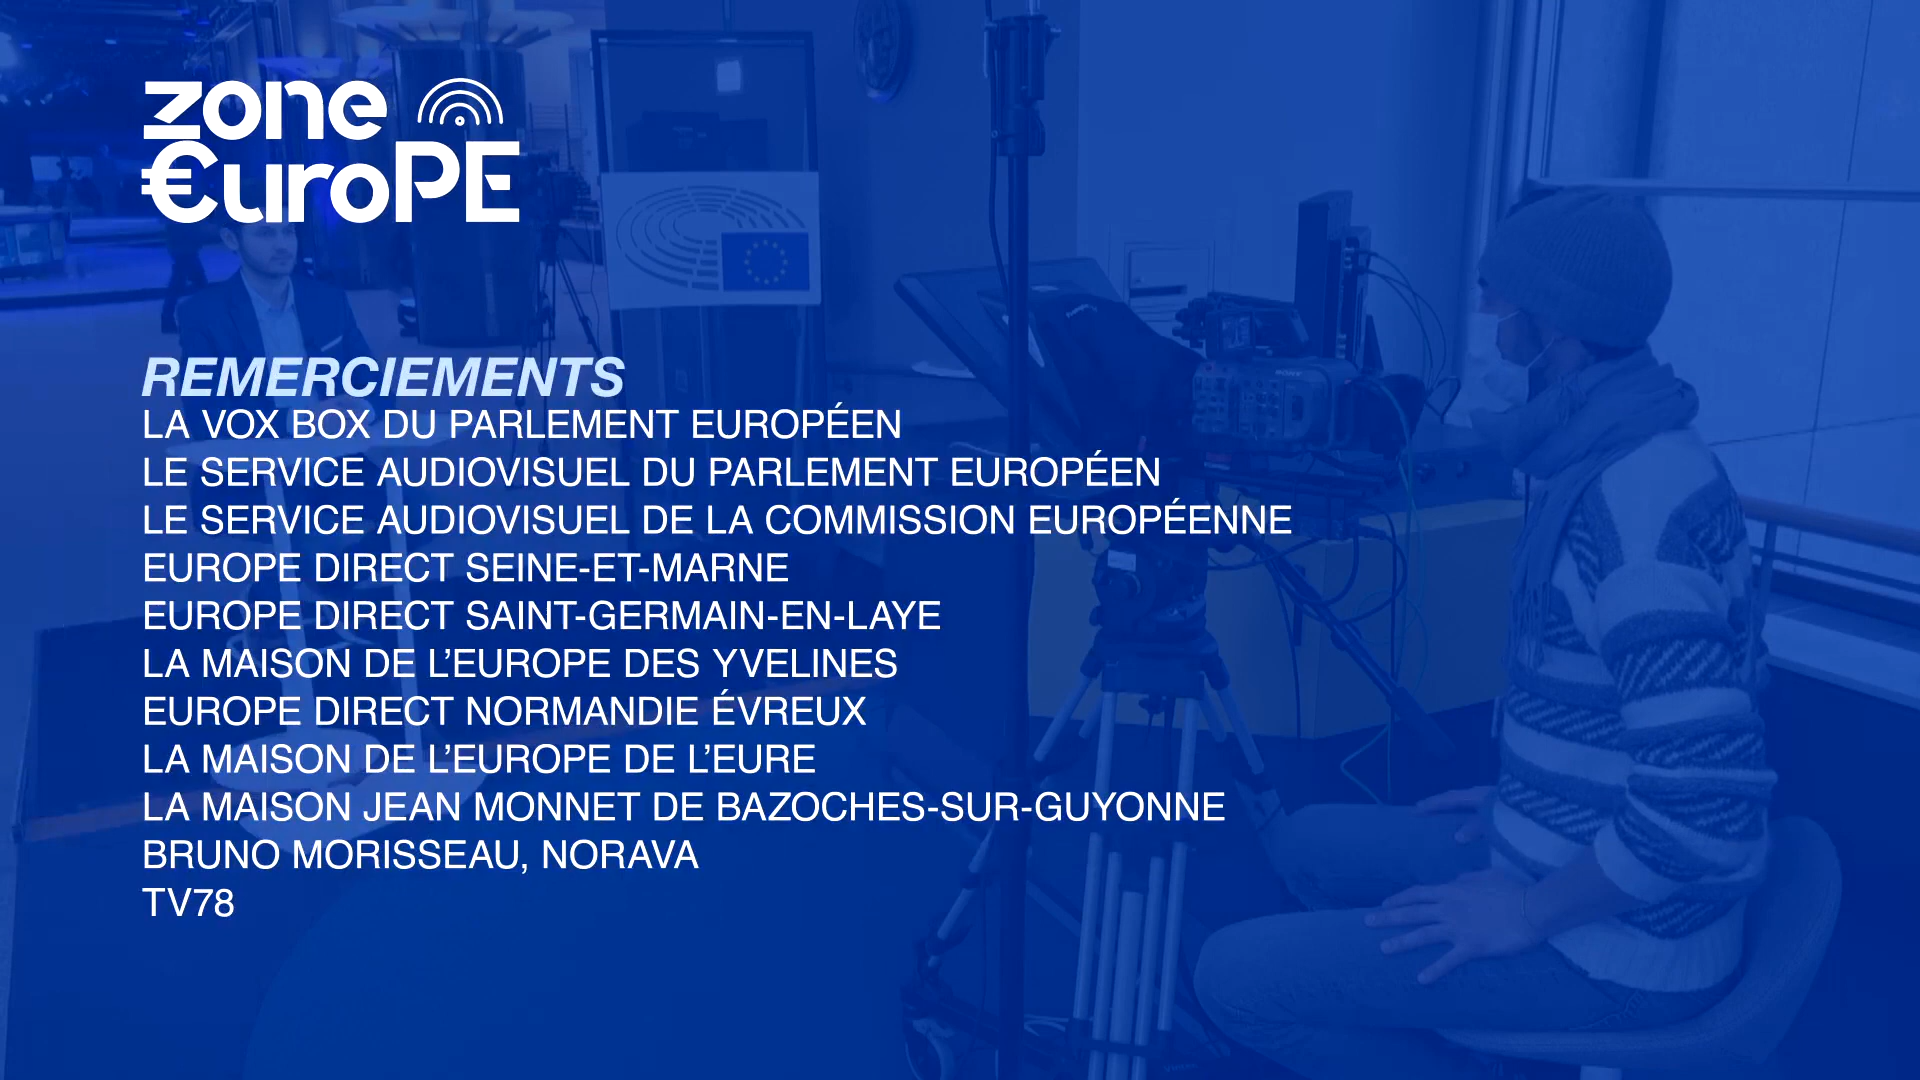 zone
€uroPE
REMERCIEMENTS
LA VOX BOX DU PARLEMENT EUROPÉEN
LE SERVICE AUDIOVISUEL DU PARLEMENT EUROPÉEN
LE SERVICE AUDIOVISUEL DE LA COMMISSION EUROPÉENNE
EUROPE DIRECT SEINE-ET-MARNE
EUROPE DIRECT SAINT-GERMAIN-EN-LAYE
LA MAISON DE L’EUROPE DES YVELINES
EUROPE DIRECT NORMANDIE ÉVREUX
LA MAISON DE L’EUROPE DE L’EURE
LA MAISON JEAN MONNET DE BAZOCHES-SUR-GUYONNE
BRUNO MORISSEAU, NORAVA
TV78
SONY